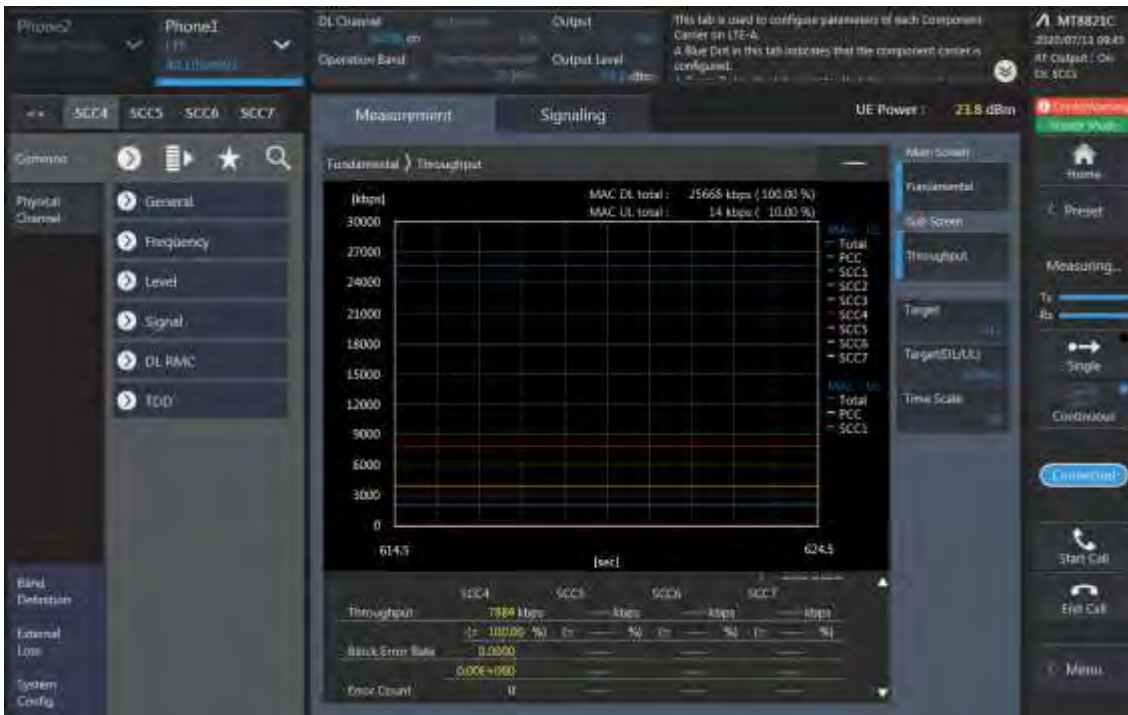 Phone2
Phone1
LTE
DL Channel
Output
Operation Band
Output Level
This tab is used to configure parameters of each Component
Carrier on LTE-A.
A Blue Dot in this tab indicates that the component carrier is
configured.
MT8821C
2020/07/13 09:45
RT Output : On
DL SCCs
SCC4
SCC5
SCC6
SCC7
Measurement
Signaling
UE Power :
23.8 dBm
Common
Physical
Channel
General
Frequency
Level
Signal
DL RMC
TDD
Band
Definition
External
Loss
System
Config
Fundamental
Throughput
[kbps]
MAC DL total : 25668 kbps ( 100.00 %)
MAC UL total : 14 kbps ( 10.00 %)
30000
27000
24000
21000
18000
15000
12000
9000
6000
3000
0
614.5
[sec]
624.5
Total
PCC
SCC1
SCC2
SCC3
SCC4
SCC5
SCC6
SCC7
Total
PCC
SCC1
SCC4 SCC5 SCC6 SCC7
Throughput 7884 kbps kbps kbps kbps
(= 100.00 %) (= %) (= %) (= %)
Block Error Rate 0.0000
0.00E+000
Error Count 0
Main Screen
Fundamental
Sub Screen
Throughput
Target
Target(DL/UL)
Time Scale
Home
< Preset
Measuring...
Tx
Rx
Single
Continuous
Connected
Start Call
End Call
< Menu